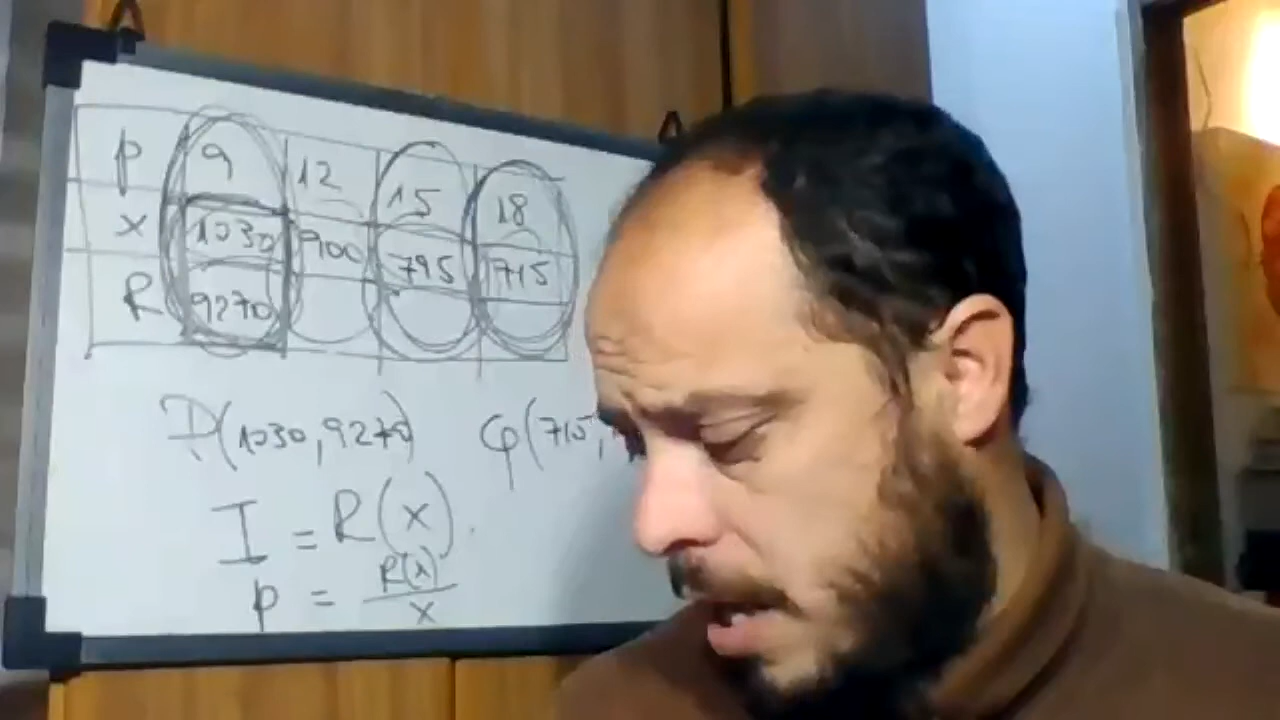 p 9 12 15 18
x 1030 900 795 715
R 9270
D(1030,9270) φ(715,
I = R(x).
p = R(x)/x